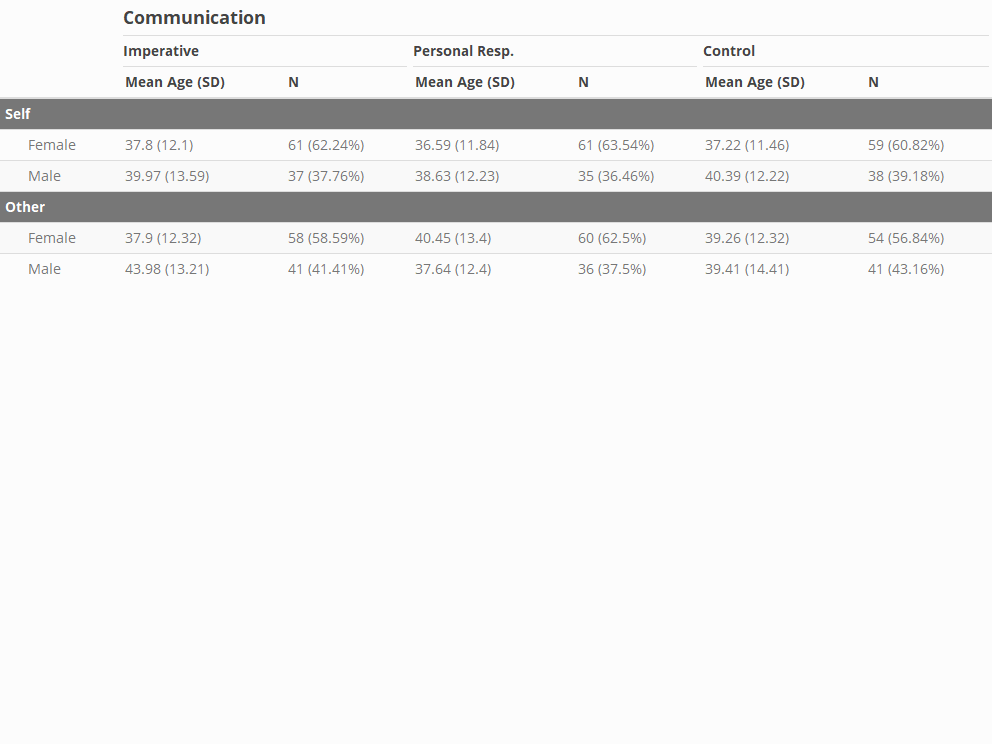 Communication
Imperative Personal Resp. Control
Mean Age (SD) N Mean Age (SD) N Mean Age (SD) N
Self
Female 37.8 (12.1) 61 (62.24%) 36.59 (11.84) 61 (63.54%) 37.22 (11.46) 59 (60.82%)
Male 39.97 (13.59) 37 (37.76%) 38.63 (12.23) 35 (36.46%) 40.39 (12.22) 38 (39.18%)
Other
Female 37.9 (12.32) 58 (58.59%) 40.45 (13.4) 60 (62.5%) 39.26 (12.32) 54 (56.84%)
Male 43.98 (13.21) 41 (41.41%) 37.64 (12.4) 36 (37.5%) 39.41 (14.41) 41 (43.16%)